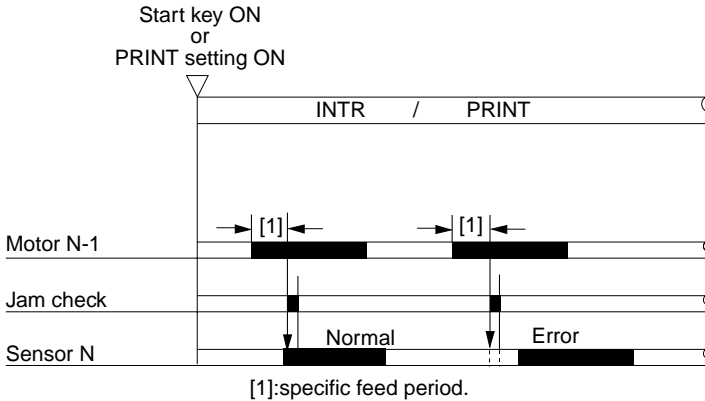 Start key ON
or
PRINT setting ON
INTR / PRINT
[1] [1]
Motor N-1
Jam check
Normal Error
Sensor N
[1]:specific feed period.